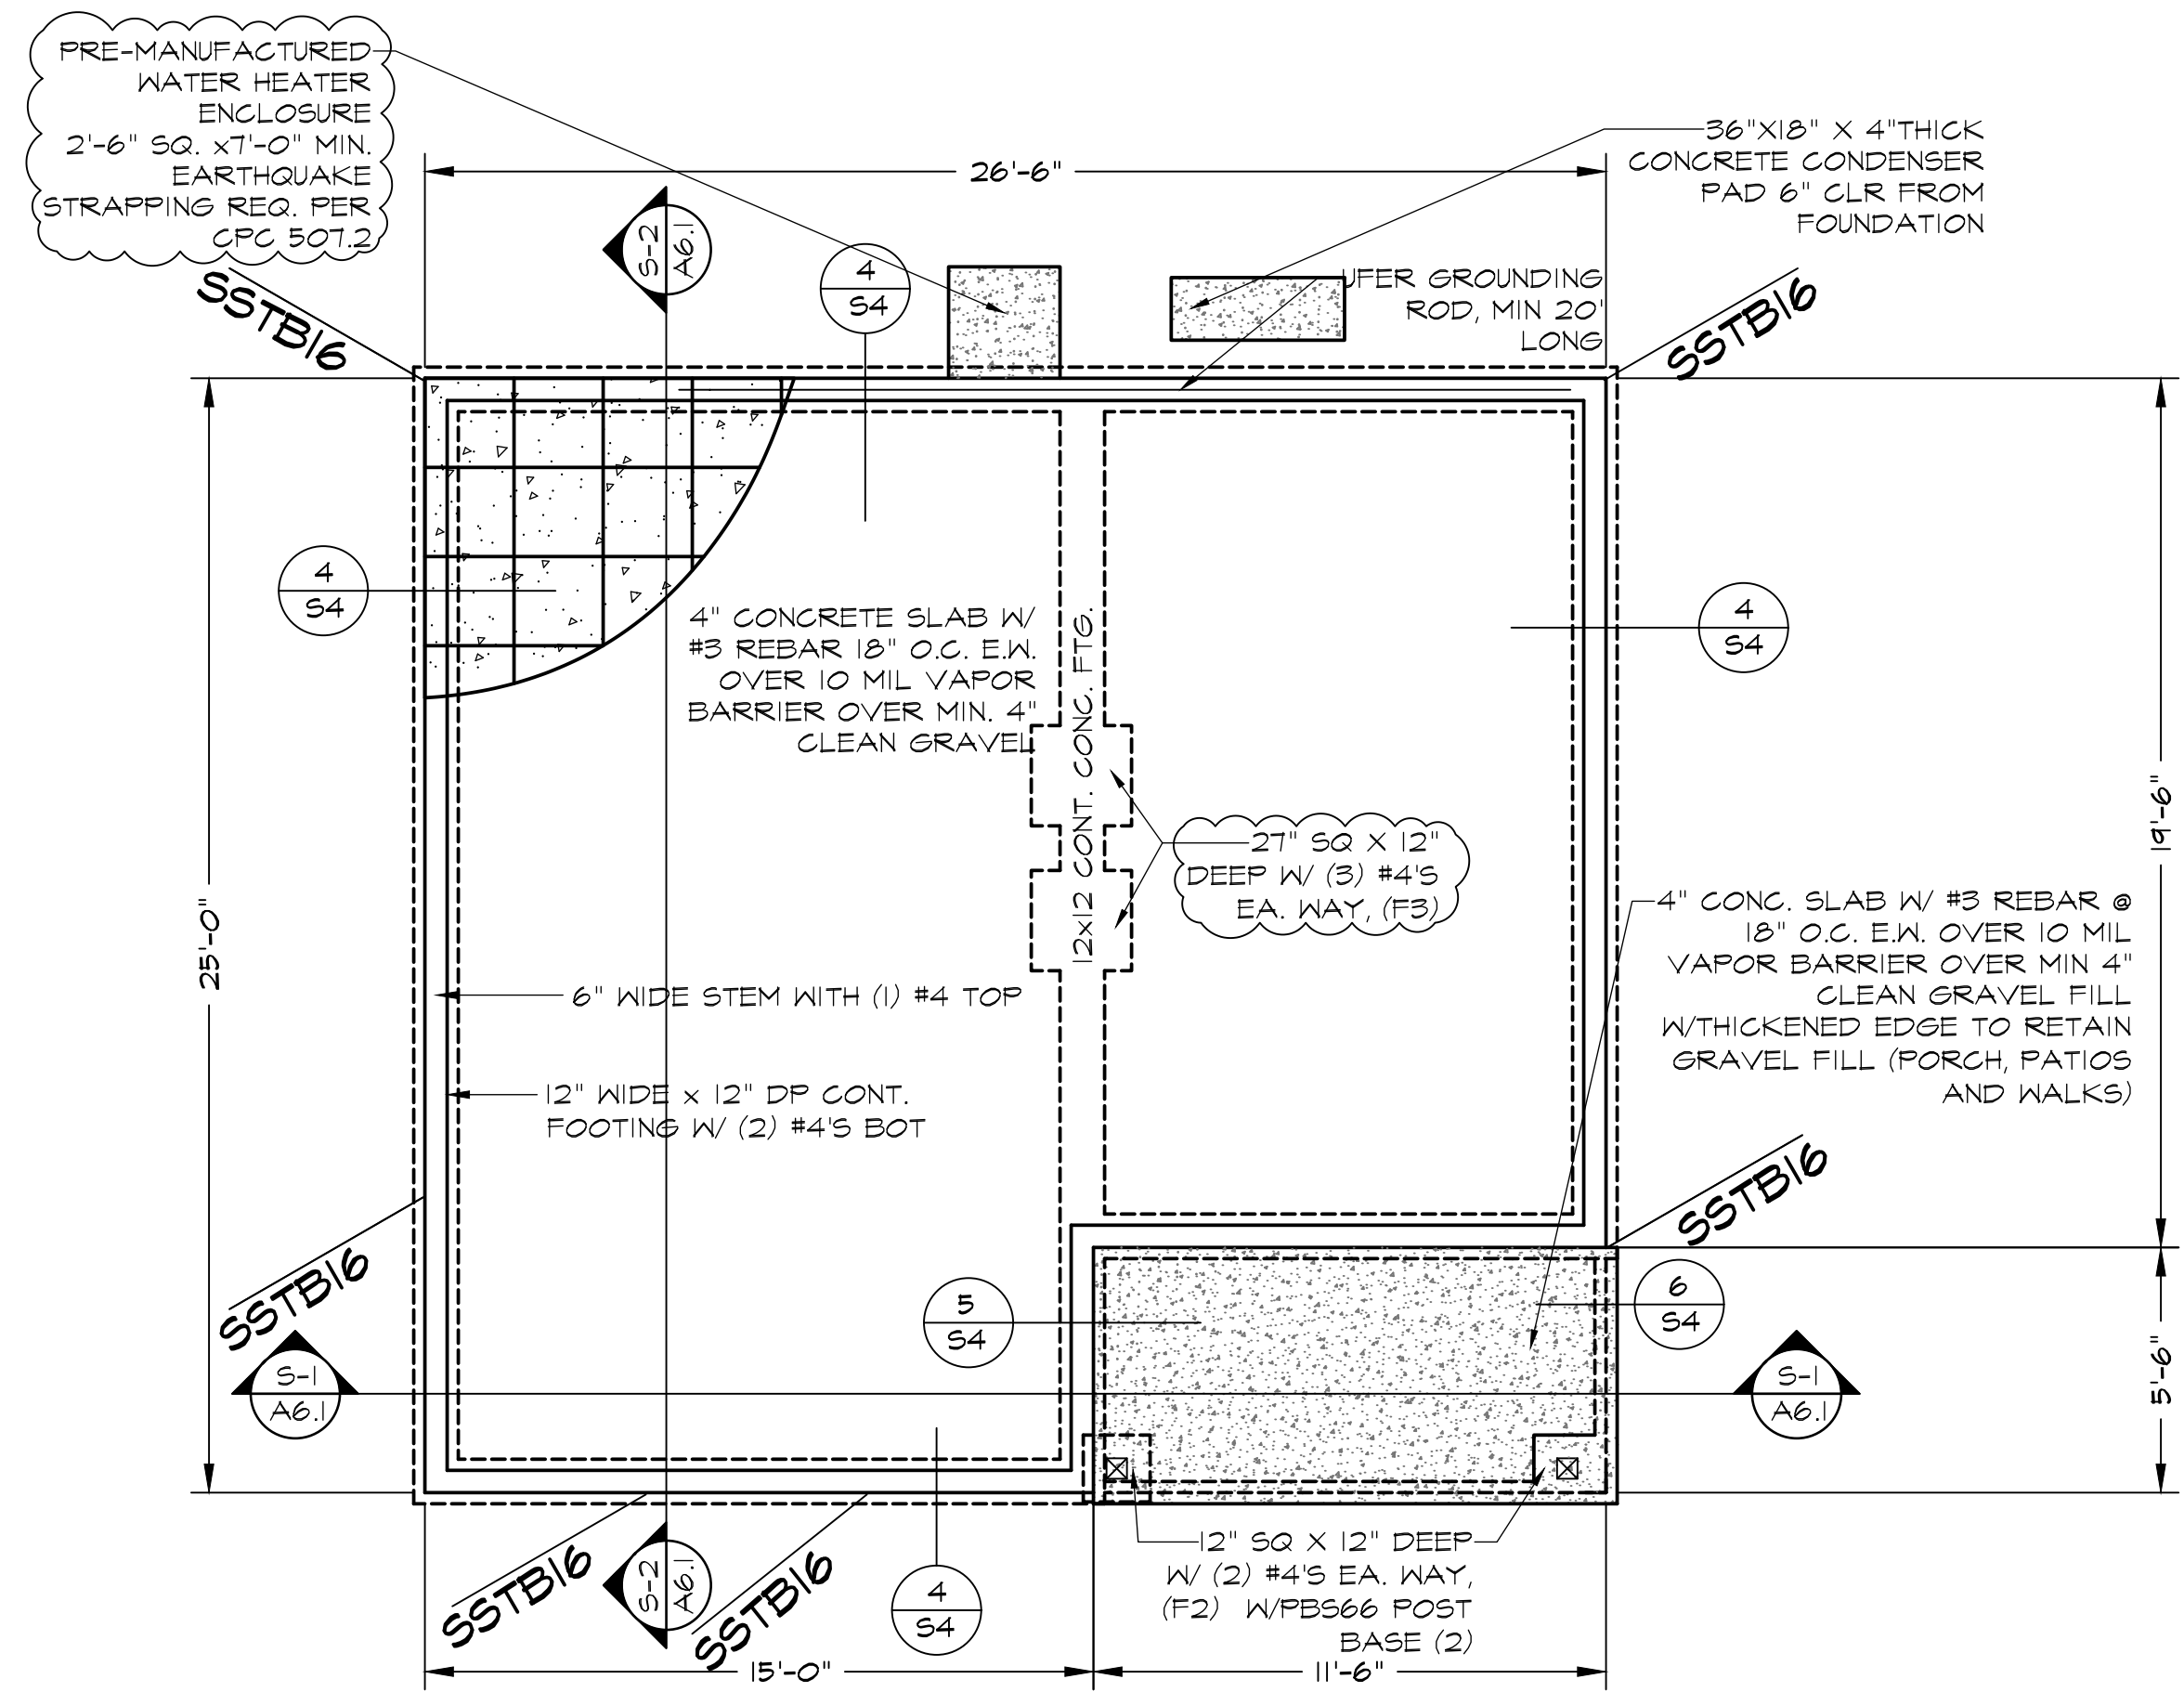 PRE-MANUFACTURED
WATER HEATER
ENCLOSURE
2'-6" SQ. x7'-0" MIN.
EARTHQUAKE
STRAPPING REQ. PER
CPC 507.2
36"X18" X 4"THICK
CONCRETE CONDENSER
PAD 6" CLR FROM
FOUNDATION
26'-6"
S-2
A6.1
4
S4
UFER GROUNDING
ROD, MIN 20'
LONG
SSTB16
SSTB16
4
S4
4
S4
4" CONCRETE SLAB W/
#3 REBAR 18" O.C. E.W.
OVER 10 MIL VAPOR
BARRIER OVER MIN. 4"
CLEAN GRAVEL
12x12 CONT. CONC. FTG.
19'-6"
27" SQ X 12"
DEEP W/ (3) #4'S
EA. WAY, (F3)
25'-0"
4" CONC. SLAB W/ #3 REBAR @
18" O.C. E.W. OVER 10 MIL
VAPOR BARRIER OVER MIN 4"
CLEAN GRAVEL FILL
W/THICKENED EDGE TO RETAIN
GRAVEL FILL (PORCH, PATIOS
AND WALKS)
6" WIDE STEM WITH (1) #4 TOP
12" WIDE x 12" DP CONT.
FOOTING W/ (2) #4'S BOT
SSTB16
SSTB16
5
S4
6
S4
S-1
A6.1
S-1
A6.1
5'-6"
SSTB16
S-2
A6.1
SSTB16
4
S4
12" SQ X 12" DEEP
W/ (2) #4'S EA. WAY,
(F2) W/PBS66 POST
BASE (2)
15'-0"
11'-6"